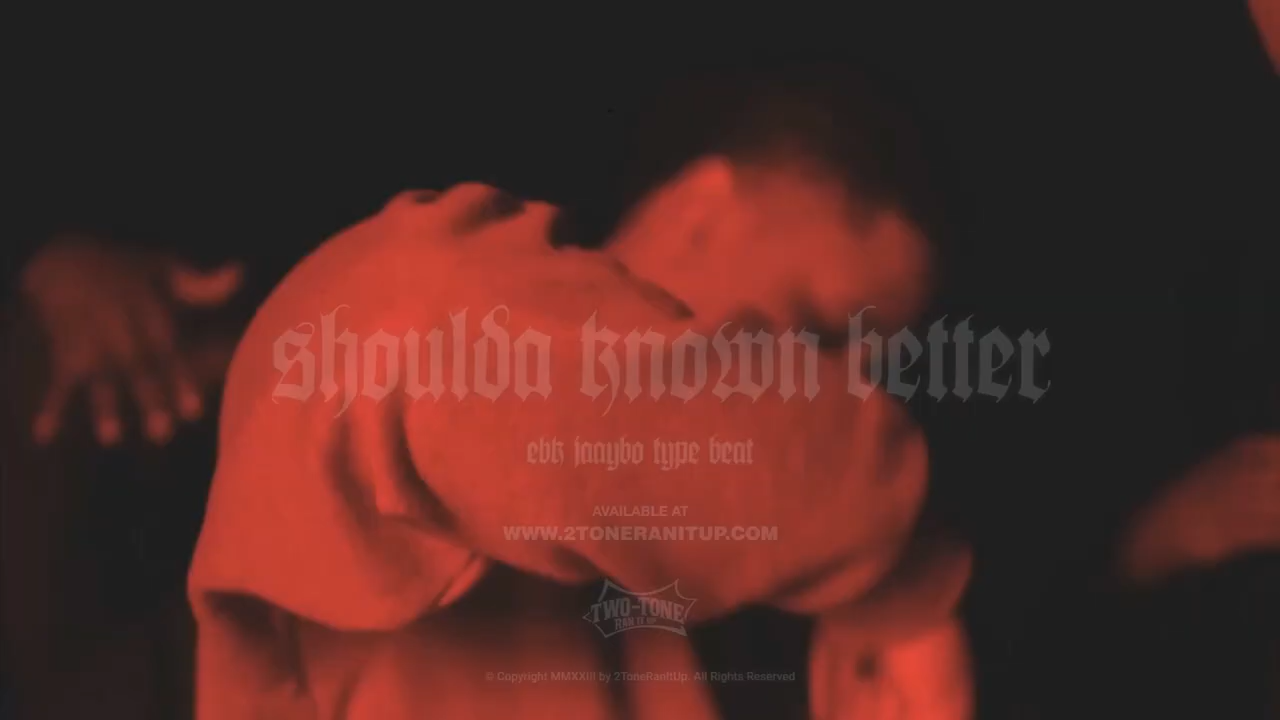 shoulda known better
ebk jaaybo type beat
AVAILABLE AT
WWW.2TONERANITUP.COM
TWO-TONE
RAN IT UP
© Copyright MMXXIII by 2ToneRanItUp. All Rights Reserved